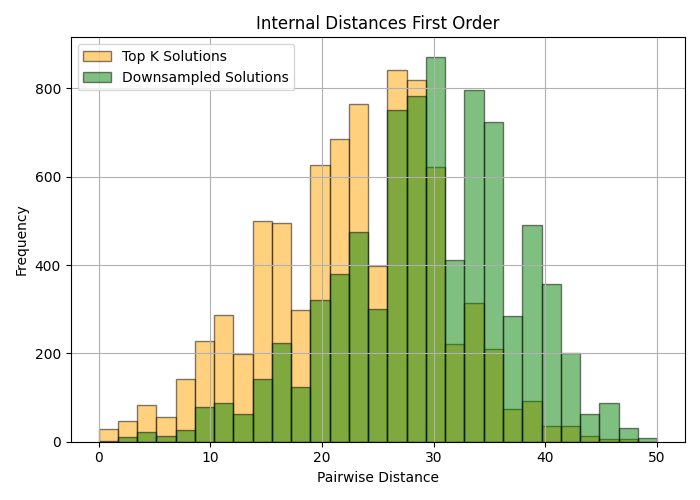 Internal Distances First Order
Top K Solutions
Downsampled Solutions
Frequency
800
600
400
200
0
0 10 20 30 40 50
Pairwise Distance